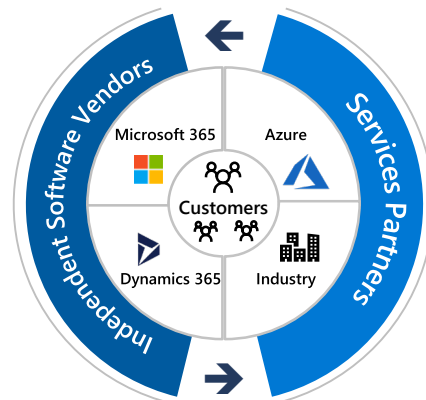 Independent Software Vendors
Services Partners
Microsoft 365
Azure
Customers
Dynamics 365
Industry